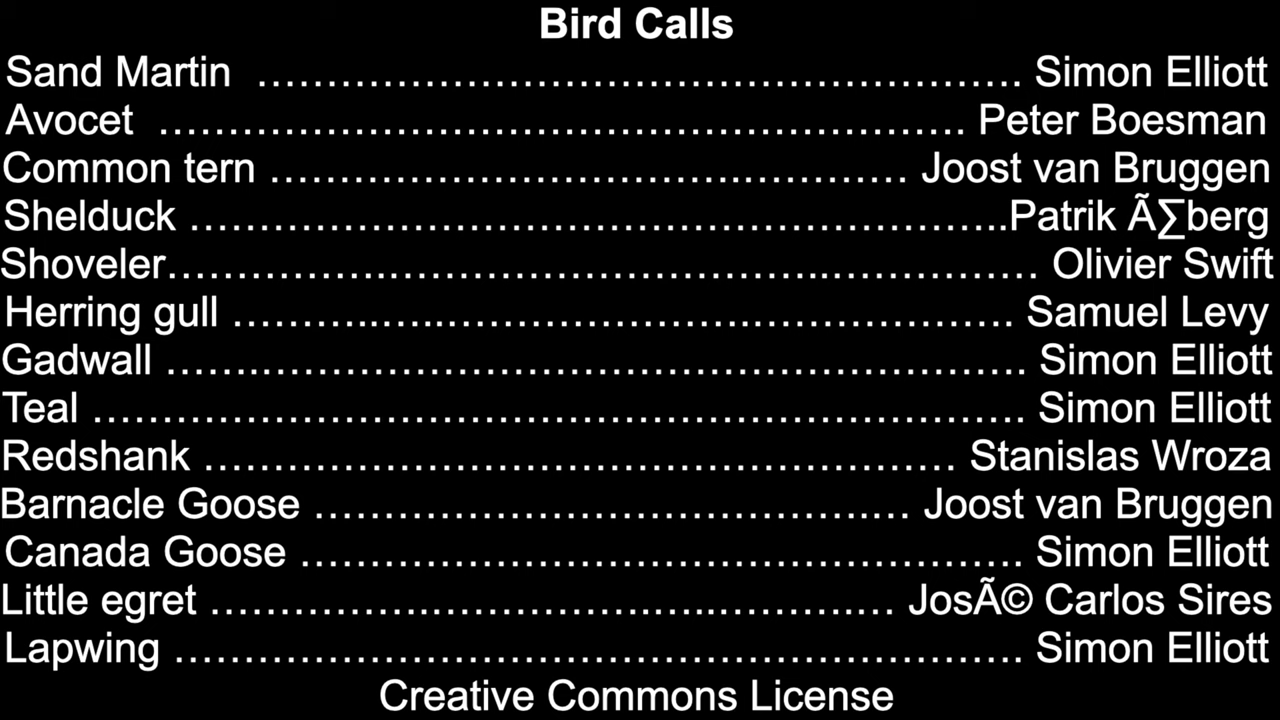 Bird Calls
Sand Martin ………………………………………………. Simon Elliott
Avocet …………………………………………………. Peter Boesman
Common tern ……………………………..………… Joost van Bruggen
Shelduck …………………………………………………..Patrik Ã∑berg
Shoveler……………..…………………………..…………… Olivier Swift
Herring gull ………..…..…………………..………………. Samuel Levy
Gadwall ……..………………………………………………. Simon Elliott
Teal …………………………………………………………. Simon Elliott
Redshank ……………………………………………… Stanislas Wroza
Barnacle Goose …………………………………..… Joost van Bruggen
Canada Goose ……………………………………………. Simon Elliott
Little egret ……………..……………..…..……….… JosÃ© Carlos Sires
Lapwing ……………………………………………………. Simon Elliott
Creative Commons License